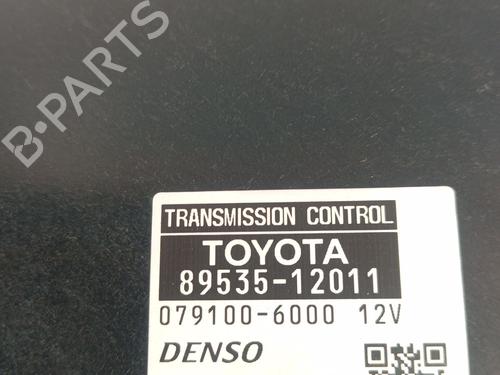 B-PARTS
TRANSMISSION CONTROL
TOYOTA
89535-12011
079100-6000 12V
DENSO